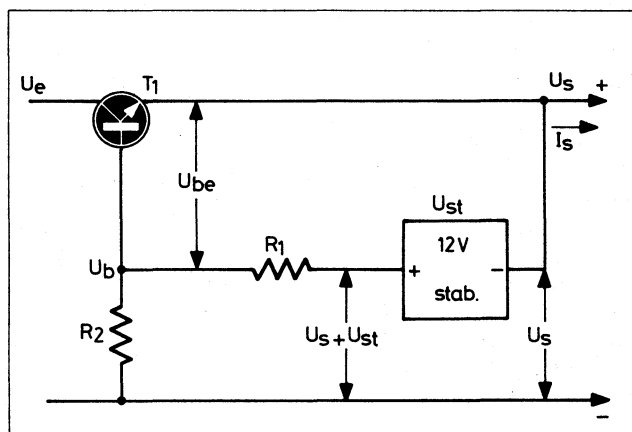 Ue
T1
Us
+
Is
Ube
Ust
12V
+
−
stab.
R1
Ub
R2
Us+Ust
Us
−